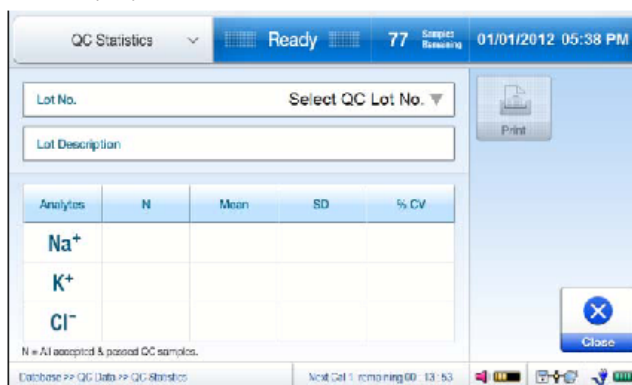 QC Statistics
Ready
77 Samples Remaining
01/01/2012 05:38 PM
Lot No. Select QC Lot No.
Print
Lot Description
Analytes N Mean SD % CV
Na+
K+
Cl-
Close
N = All accepted & passed QC samples.
Database >> QC Data >> QC Statistics
Next Cal 1 remaining 00 : 13 : 53